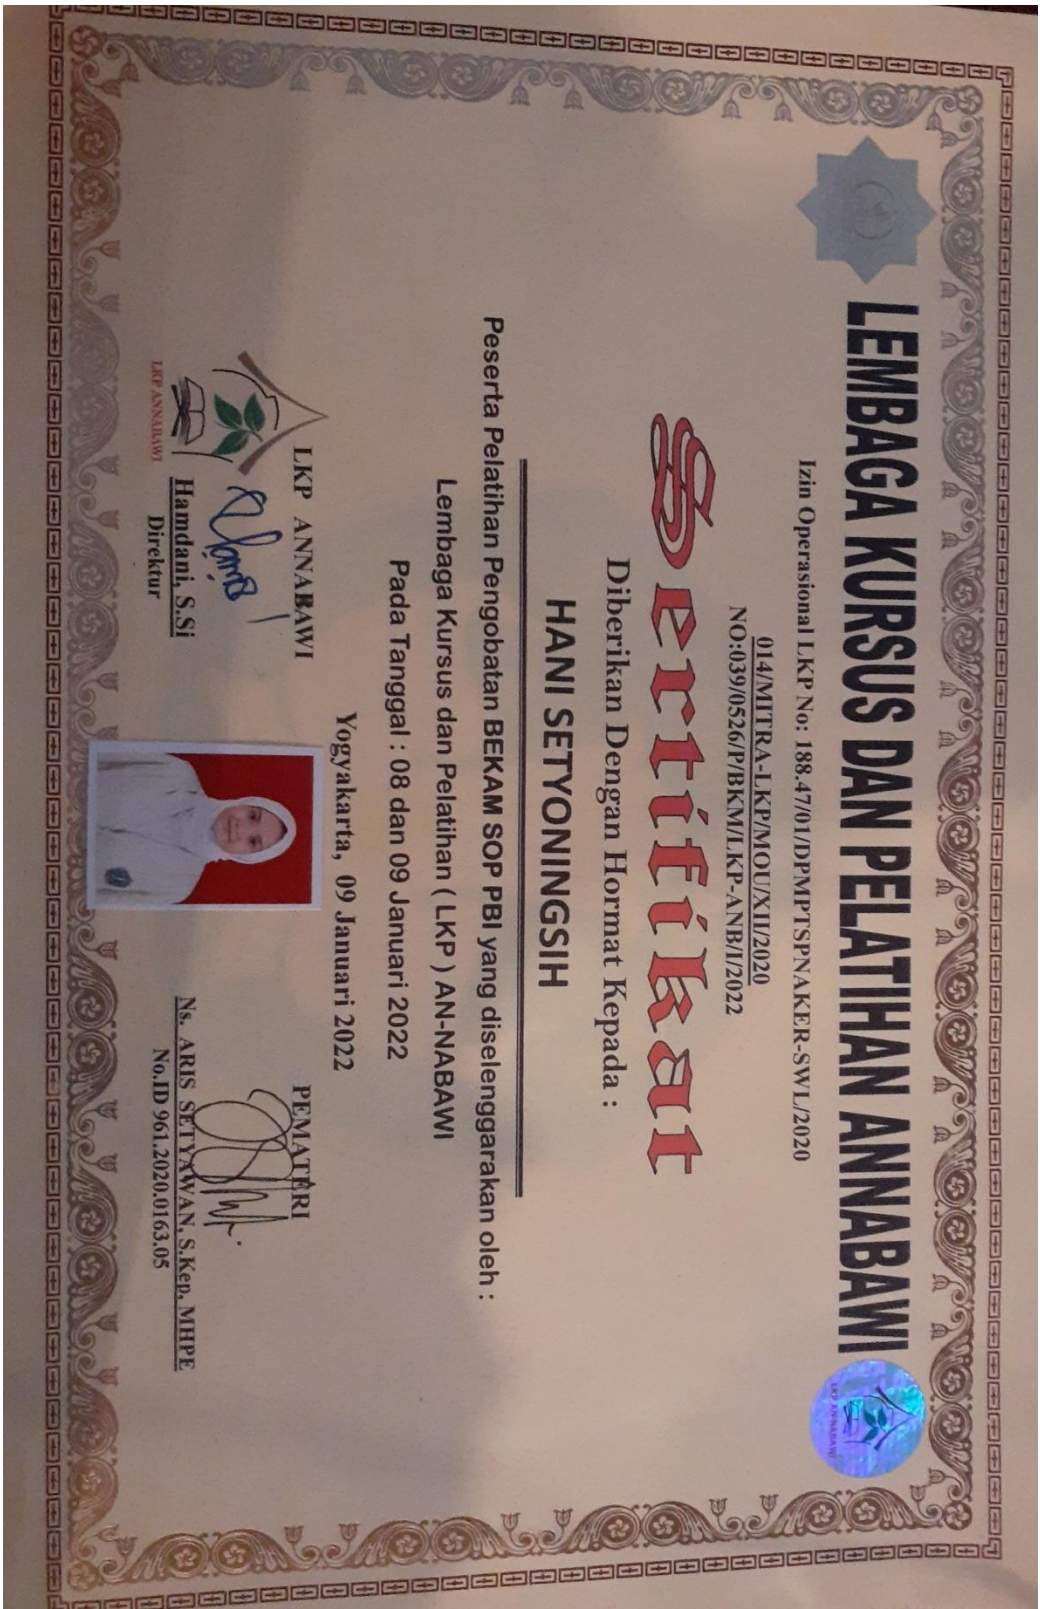 LEMBAGA KURSUS DAN PELATIHAN ANNABAWI
Izin Operasional LKP No: 188.47/01/DPMPTSPNAKER-SWL/2020
014/MITRA-LKP/MOU/XII/2020
NO:039/0526/P/BKM/LKP-ANB/I/2022
Sertifikat
Diberikan Dengan Hormat Kepada :
HANI SETYONINGSIH
Peserta Pelatihan Pengobatan BEKAM SOP PBI yang diselenggarakan oleh :
Lembaga Kursus dan Pelatihan ( LKP ) AN-NABAWI
Pada Tanggal : 08 dan 09 Januari 2022
Yogyakarta, 09 Januari 2022
LKP ANNABAWI
LKP ANNABAWI
Hamdani, S.Si
Direktur
PEMATERI
Ns. ARIS SETYAWAN, S.Kep, MHPE
No.ID 961.2020.0163.05
LKP AN-NABAWI